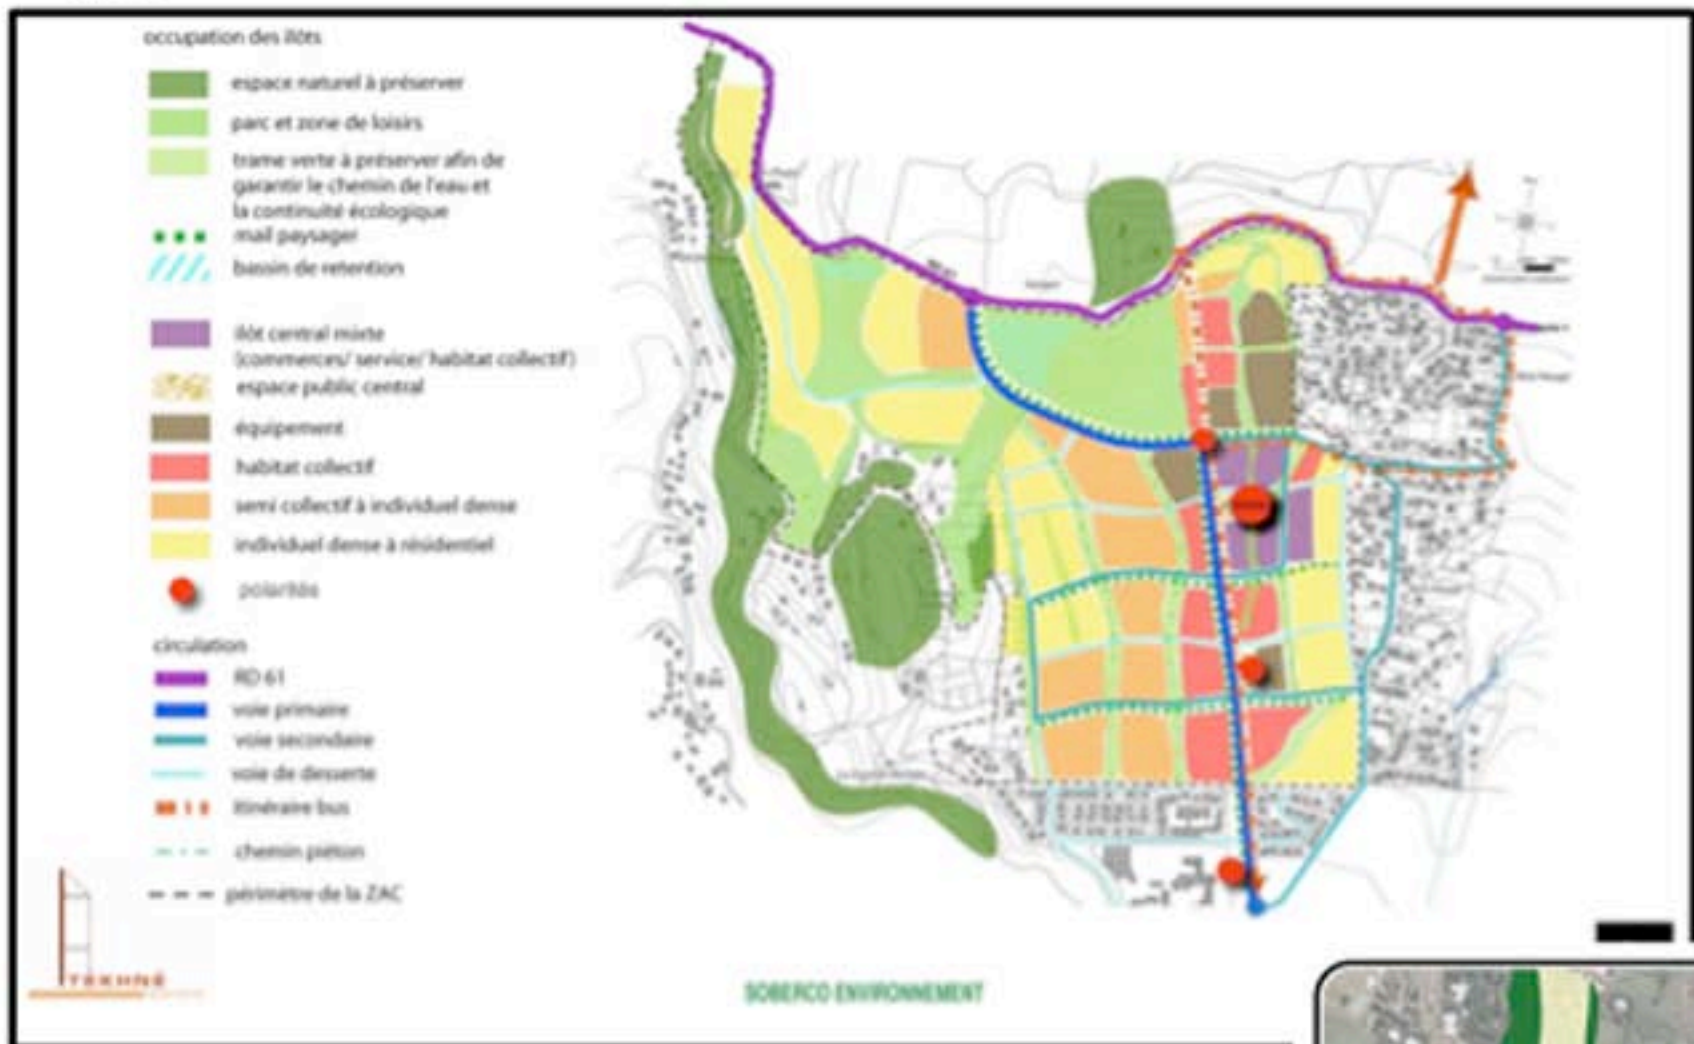 occupation des îlots
espace naturel à préserver
parc et zone de loisirs
trame verte à préserver afin de
garantir le chemin de l'eau et
la continuité écologique
mail paysager
bassin de retention
îlôt central mixte
(commerces/ service/ habitat collectif)
espace public central
équipement
habitat collectif
semi collectif à individuel dense
individuel dense à résidentiel
polarités
circulation
RD 61
voie primaire
voie secondaire
voie de desserte
itinéraire bus
chemin piéton
périmètre de la ZAC
TEKHNÊ
SOBERCO ENVIRONNEMENT